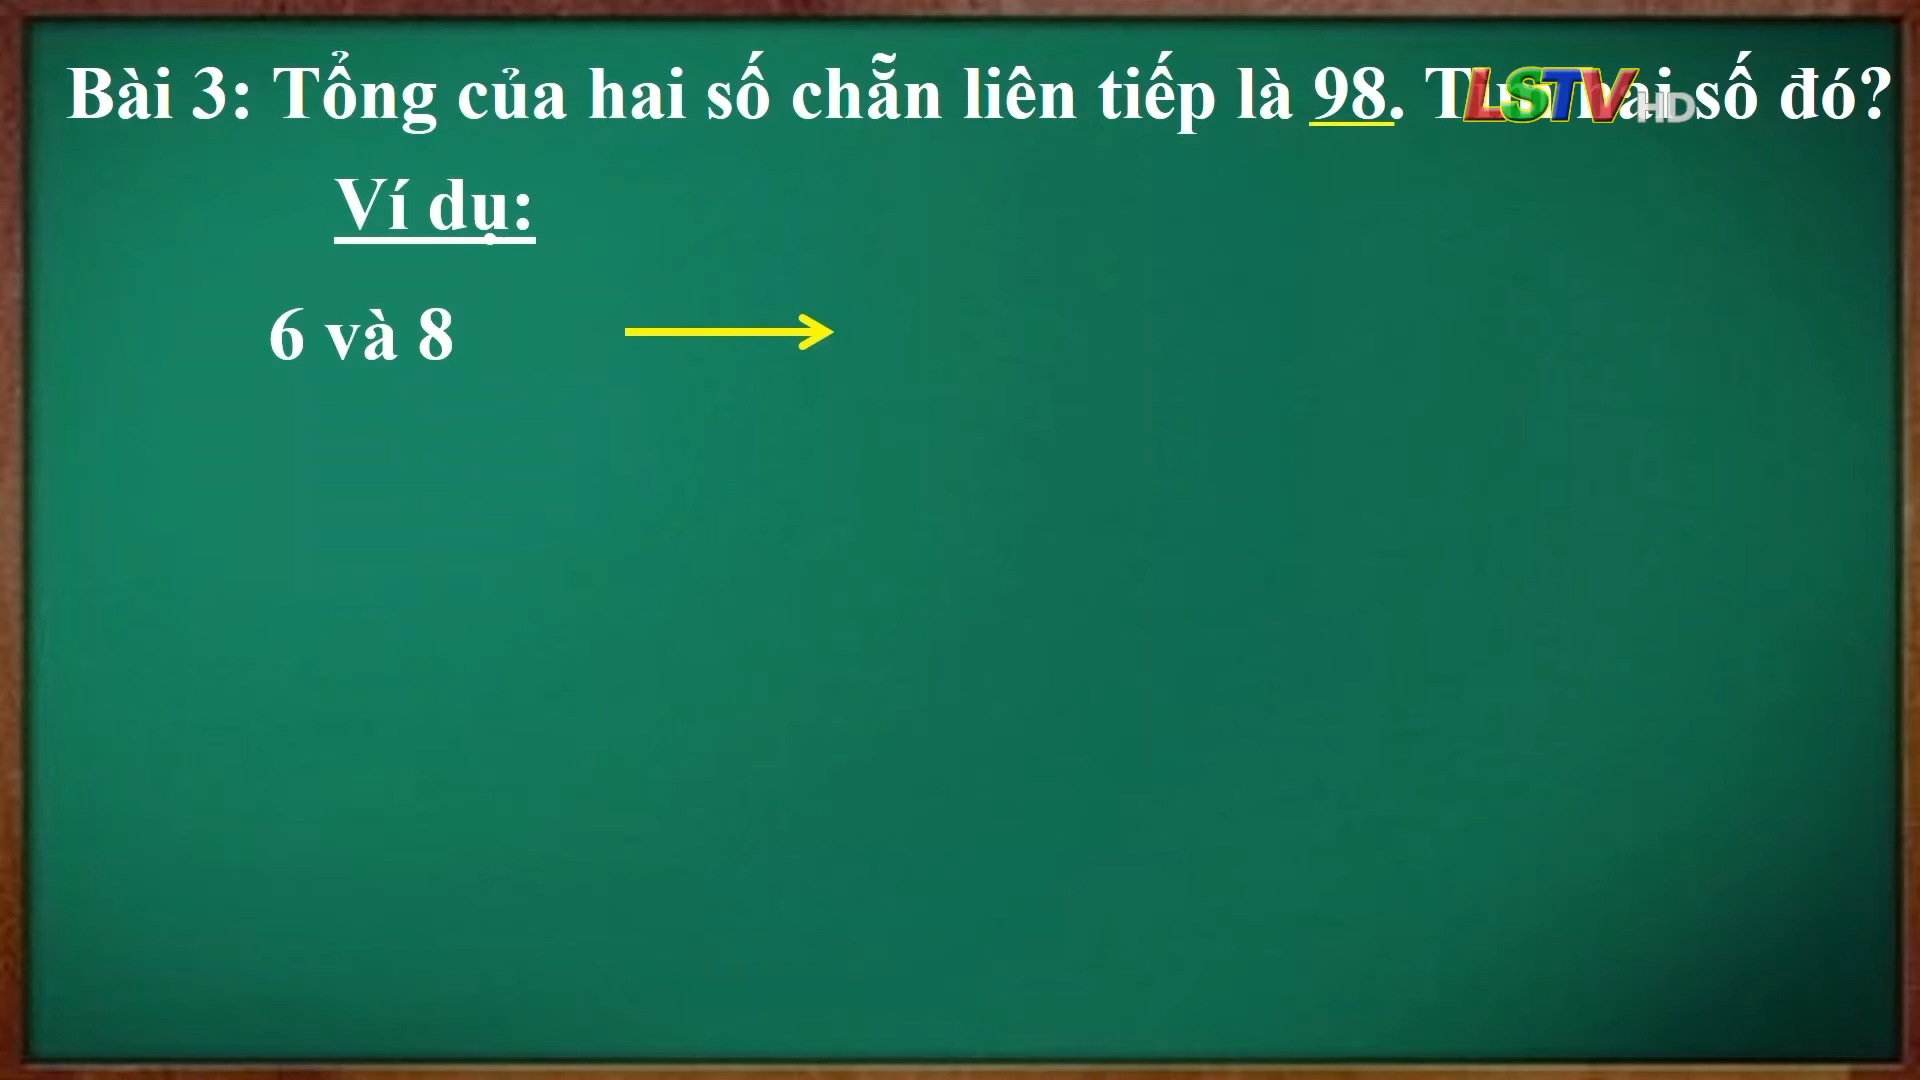 Bài 3: Tổng của hai số chẵn liên tiếp là 98. số đó?
LSTV HD
Ví dụ:
6 và 8